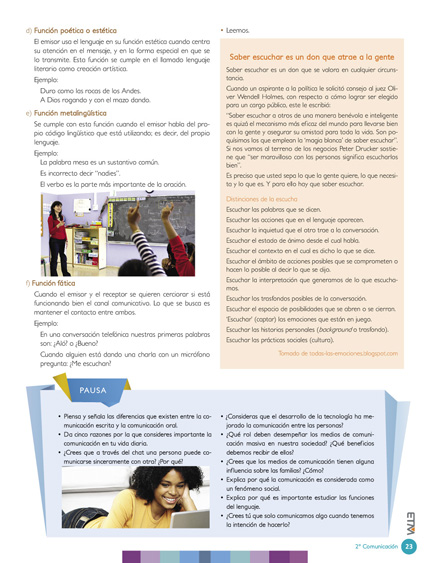 d) Función poética o estética
El emisor usa el lenguaje en su función estética cuando centra
su atención en el mensaje, y en la forma especial en que se
lo transmite. Esta función se cumple en el llamado lenguaje
literario como creación artística.
Ejemplo:
Dura como las rocas de los Andes.
A Dios rogando y con el mazo dando.
e) Función metalingüística
Se cumple con esta función cuando el emisor habla del pro-
pio código lingüístico que está utilizando; es decir, del propio
lenguaje.
Ejemplo:
La palabra mesa es un sustantivo común.
Es incorrecto decir “nadies”.
El verbo es la parte más importante de la oración.
f) Función fática
Cuando el emisor y el receptor se quieren cerciorar si está
funcionando bien el canal comunicativo. Lo que se busca es
mantener el contacto entre ambos.
Ejemplo:
En una conversación telefónica nuestras primeras palabras
son: ¿Aló? o ¿Bueno?
Cuando alguien está dando una charla con un micrófono
pregunta: ¿Me escuchan?
• Leemos.
Saber escuchar es un don que atrae a la gente
Saber escuchar es un don que se valora en cualquier circuns-
tancia.
Cuando un aspirante a la política le solicitó consejo al juez Oli-
ver Wendell Holmes, con respecto a cómo lograr ser elegido
para un cargo público, este le escribió:
“Saber escuchar a otros de una manera benévola e inteligente
es quizá el mecanismo más eficaz del mundo para llevarse bien
con la gente y asegurar su amistad para toda la vida. Son po-
quísimos los que emplean la ‘magia blanca’ de saber escuchar”.
Si nos vamos al terreno de los negocios Peter Drucker sostie-
ne que “ser maravilloso con las personas significa escucharlas
bien”.
Es preciso que usted sepa lo que la gente quiere, lo que necesi-
ta y lo que es. Y para ello hay que saber escuchar.
Distinciones de la escucha
Escuchar las palabras que se dicen.
Escuchar las acciones que en el lenguaje aparecen.
Escuchar la inquietud que el otro trae a la conversación.
Escuchar el estado de ánimo desde el cual habla.
Escuchar el contexto en el cual es dicho lo que se dice.
Escuchar el ámbito de acciones posibles que se comprometen o
hacen lo posible al decir lo que se dijo.
Escuchar la interpretación que generamos de lo que escucha-
mos.
Escuchar los trasfondos posibles de la conversación.
Escuchar el espacio de posibilidades que se abren o se cierran.
‘Escuchar’ (captar) las emociones que están en juego.
Escuchar las historias personales (background o trasfondo).
Escuchar las prácticas sociales (cultura).
Tomado de todas-las-emociones.blogspot.com
PAUSA
• Piensa y señala las diferencias que existen entre la co-
municación escrita y la comunicación oral.
• Da cinco razones por la que consideres importante la
comunicación en tu vida diaria.
• ¿Crees que a través del chat una persona puede co-
municarse sinceramente con otra? ¿Por qué?
• ¿Consideras que el desarrollo de la tecnología ha me-
jorado la comunicación entre las personas?
• ¿Qué rol deben desempeñar los medios de comuni-
cación masiva en nuestra sociedad? ¿Qué beneficios
debemos recibir de ellos?
• ¿Crees que los medios de comunicación tienen alguna
influencia sobre las familias? ¿Cómo?
• Explica por qué la comunicación es considerada como
un fenómeno social.
• Explica por qué es importante estudiar las funciones
del lenguaje.
• ¿Crees tú que solo comunicamos algo cuando tenemos
la intención de hacerlo?
2° Comunicación 23